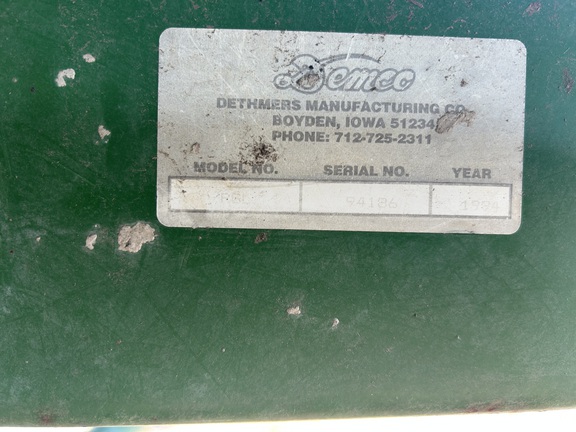 Demco
DETHMERS MANUFACTURING CO.
BOYDEN, IOWA 51234
PHONE: 712-725-2311
MODEL NO. SERIAL NO. YEAR
94186